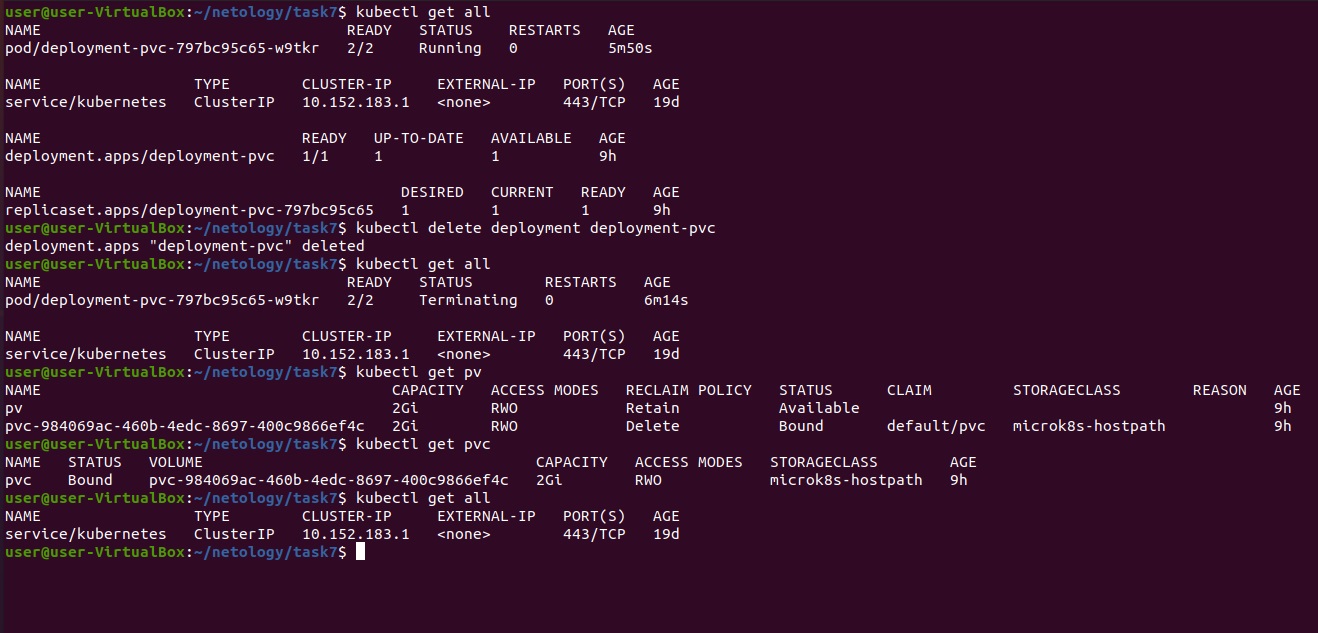 user@user-VirtualBox:~/netology/task7$ kubectl get all
NAME                                  READY   STATUS    RESTARTS   AGE
pod/deployment-pvc-797bc95c65-w9tkr   2/2     Running   0          5m50s
NAME                 TYPE        CLUSTER-IP     EXTERNAL-IP   PORT(S)   AGE
service/kubernetes   ClusterIP   10.152.183.1   <none>        443/TCP   19d
NAME                             READY   UP-TO-DATE   AVAILABLE   AGE
deployment.apps/deployment-pvc   1/1     1            1           9h
NAME                                        DESIRED   CURRENT   READY   AGE
replicaset.apps/deployment-pvc-797bc95c65   1         1         1       9h
user@user-VirtualBox:~/netology/task7$ kubectl delete deployment deployment-pvc
deployment.apps "deployment-pvc" deleted
user@user-VirtualBox:~/netology/task7$ kubectl get all
NAME                                  READY   STATUS        RESTARTS   AGE
pod/deployment-pvc-797bc95c65-w9tkr   2/2     Terminating   0          6m14s
NAME                 TYPE        CLUSTER-IP     EXTERNAL-IP   PORT(S)   AGE
service/kubernetes   ClusterIP   10.152.183.1   <none>        443/TCP   19d
user@user-VirtualBox:~/netology/task7$ kubectl get pv
NAME                                       CAPACITY   ACCESS MODES   RECLAIM POLICY   STATUS      CLAIM         STORAGECLASS        REASON   AGE
pv                                         2Gi        RWO            Retain           Available                                              9h
pvc-984069ac-460b-4edc-8697-400c9866ef4c   2Gi        RWO            Delete           Bound       default/pvc   microk8s-hostpath            9h
user@user-VirtualBox:~/netology/task7$ kubectl get pvc
NAME   STATUS   VOLUME                                     CAPACITY   ACCESS MODES   STORAGECLASS        AGE
pvc    Bound    pvc-984069ac-460b-4edc-8697-400c9866ef4c   2Gi        RWO            microk8s-hostpath   9h
user@user-VirtualBox:~/netology/task7$ kubectl get all
NAME                 TYPE        CLUSTER-IP     EXTERNAL-IP   PORT(S)   AGE
service/kubernetes   ClusterIP   10.152.183.1   <none>        443/TCP   19d
user@user-VirtualBox:~/netology/task7$